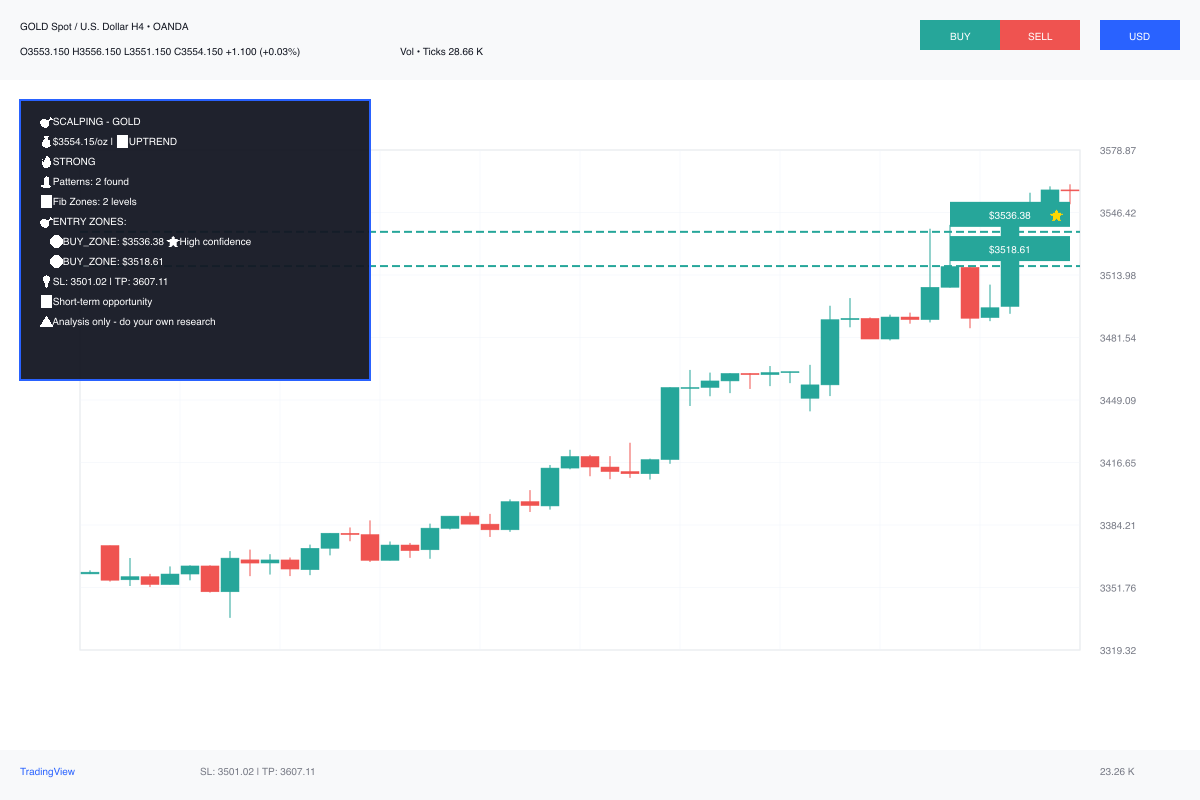 GOLD Spot / U.S. Dollar H4 • OANDA
O3553.150 H3556.150 L3551.150 C3554.150 +1.100 (+0.03%)
Vol • Ticks 28.66 K
BUY
SELL
USD
SCALPING - GOLD
$3554.15/oz | UPTREND
STRONG
Patterns: 2 found
Fib Zones: 2 levels
ENTRY ZONES:
BUY_ZONE: $3536.38 ★High confidence
BUY_ZONE: $3518.61
SL: 3501.02 | TP: 3607.11
Short-term opportunity
Analysis only - do your own research
$3536.38
$3518.61
3578.87
3546.42
3513.98
3481.54
3449.09
3416.65
3384.21
3351.76
3319.32
TradingView
SL: 3501.02 | TP: 3607.11
23.26 K